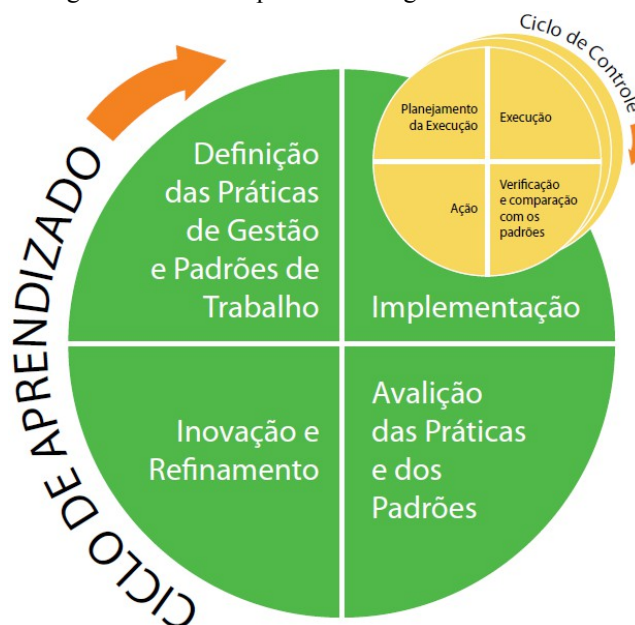 Ciclo de Controle
Planejamento
da Execução
Execução
Ação
Verificação
e comparação
com os
padrões
CICLO DE APRENDIZADO
Definição
das Práticas
de Gestão
e Padrões de
Trabalho
Implementação
Inovação e
Refinamento
Avalição
das Práticas
e dos
Padrões